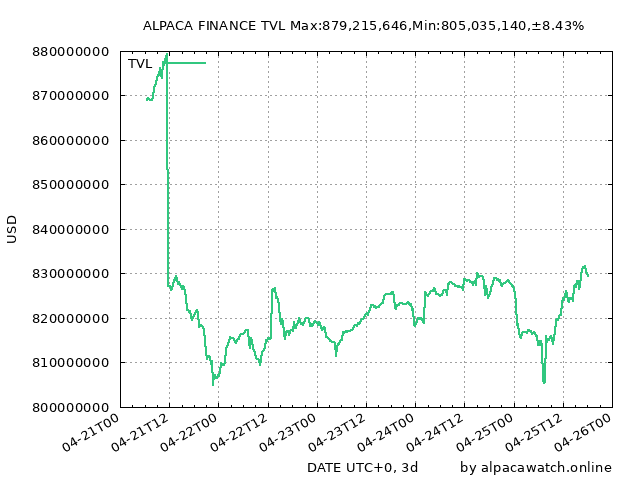 ALPACA FINANCE TVL Max:879,215,646,Min:805,035,140,±8.43%
TVL
880000000
870000000
860000000
850000000
840000000
830000000
820000000
810000000
800000000
USD
04-21T00
04-21T12
04-22T00
04-22T12
04-23T00
04-23T12
04-24T00
04-24T12
04-25T00
04-25T12
04-26T00
DATE UTC+0, 3d
by alpacawatch.online